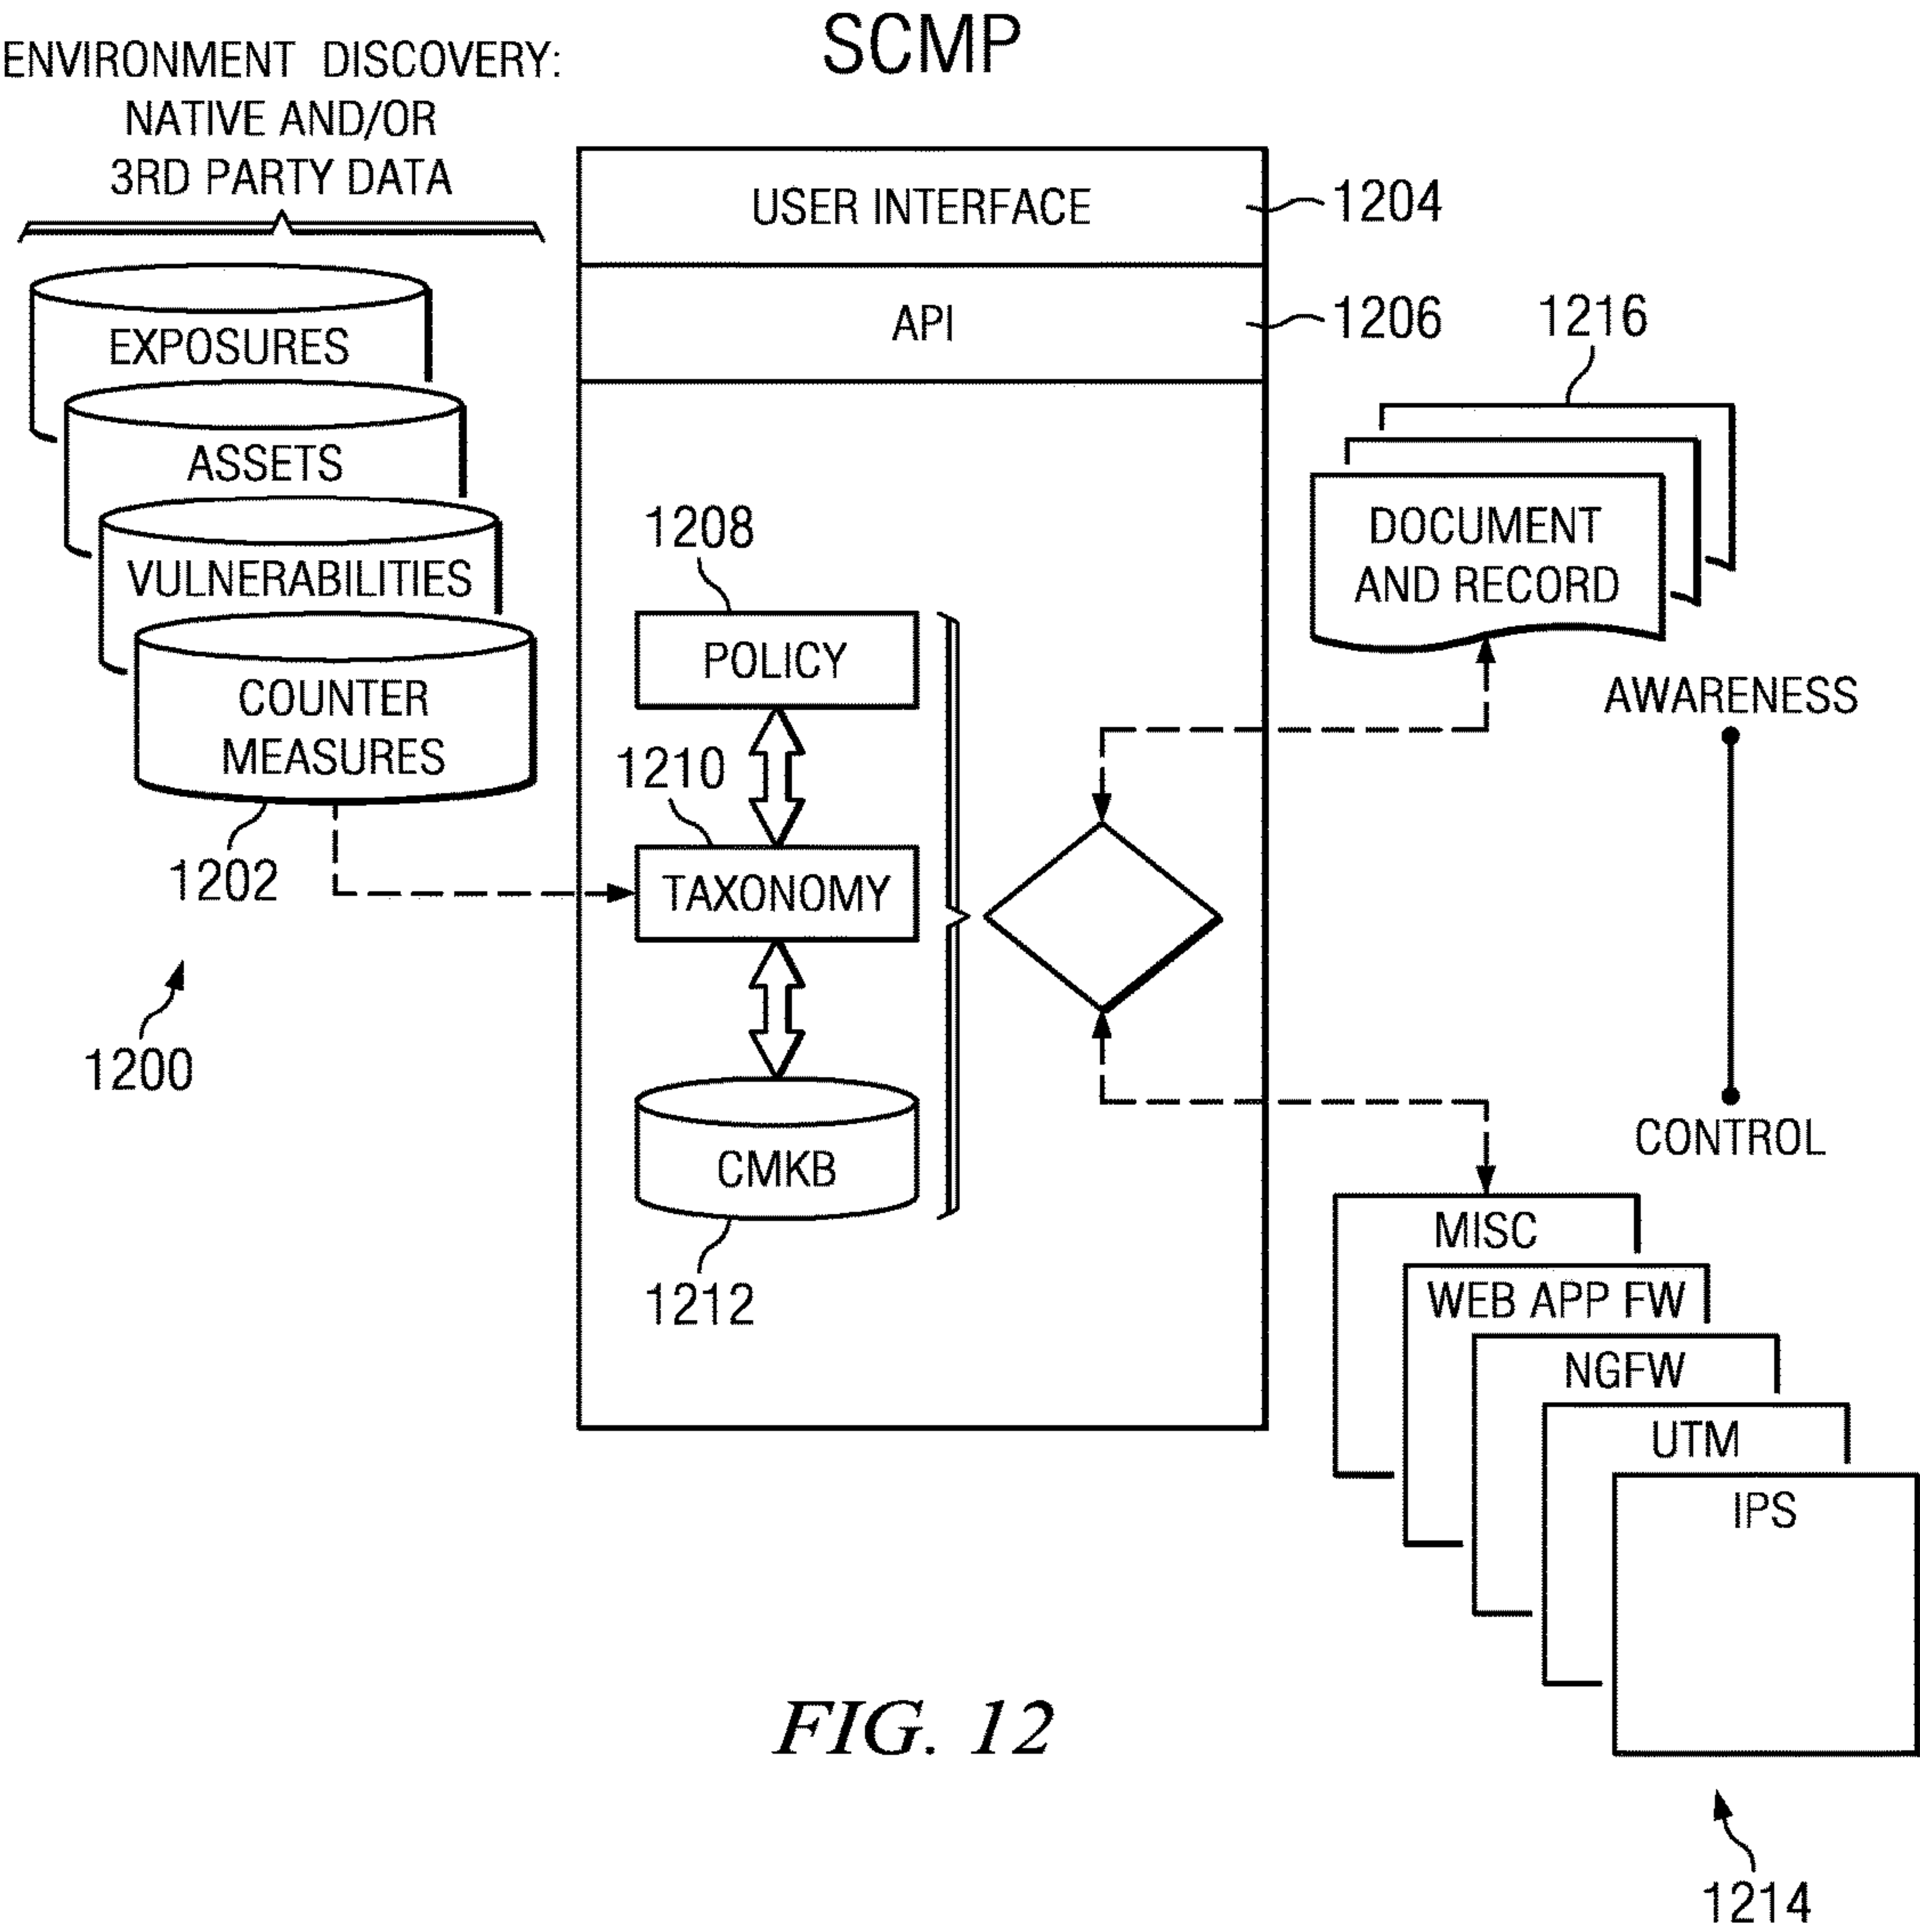 SCMP
ENVIRONMENT DISCOVERY:
NATIVE AND/OR
3RD PARTY DATA
EXPOSURES
ASSETS
VULNERABILITIES
COUNTER
MEASURES
1202
1200
USER INTERFACE
1204
API
1206
1208
POLICY
1210
TAXONOMY
CMKB
1212
1216
DOCUMENT
AND RECORD
AWARENESS
CONTROL
MISC
WEB APP FW
NGFW
UTM
IPS
1214
FIG. 12